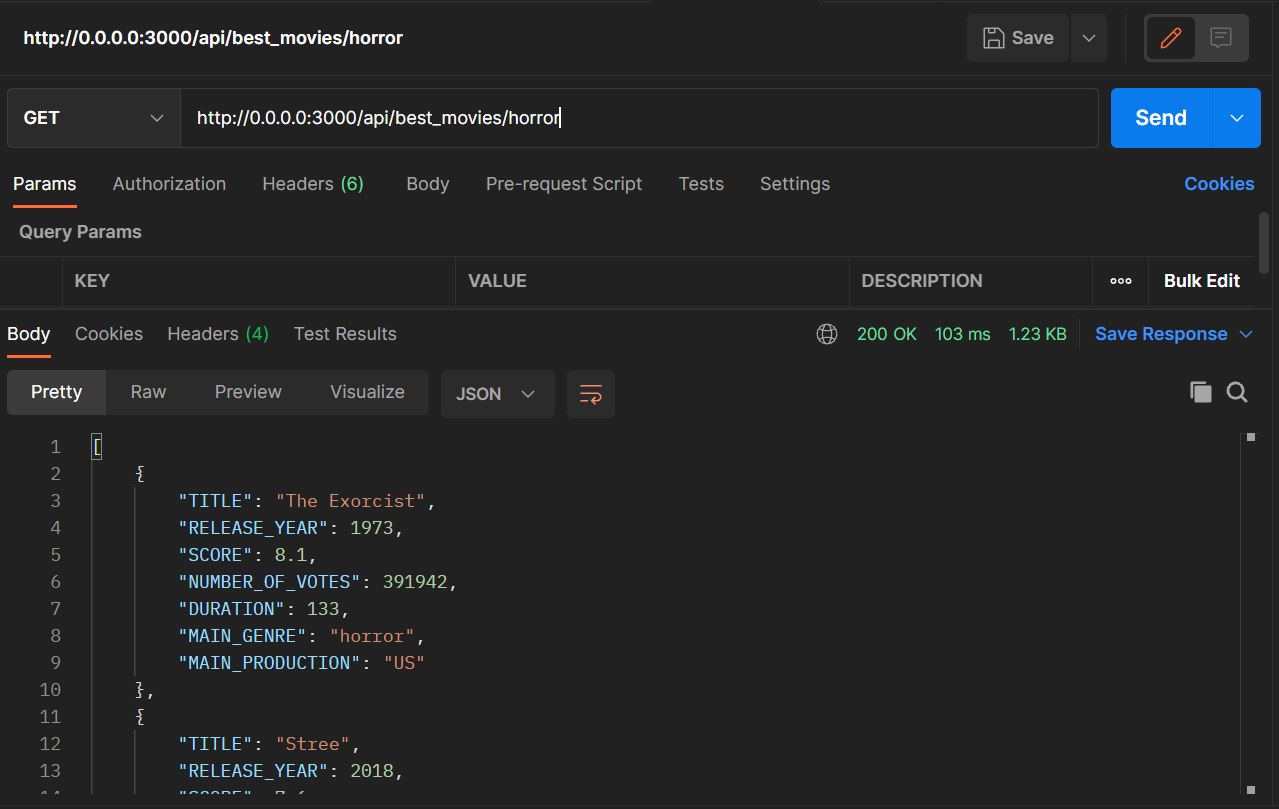 http://0.0.0.0:3000/api/best_movies/horror
Save
GET
http://0.0.0.0:3000/api/best_movies/horror
Send
Params Authorization Headers (6) Body Pre-request Script Tests Settings Cookies
Query Params
KEY VALUE DESCRIPTION ooo Bulk Edit
Body Cookies Headers (4) Test Results 200 OK 103 ms 1.23 KB Save Response
Pretty Raw Preview Visualize JSON
1 [
2 {
3 "TITLE": "The Exorcist",
4 "RELEASE_YEAR": 1973,
5 "SCORE": 8.1,
6 "NUMBER_OF_VOTES": 391942,
7 "DURATION": 133,
8 "MAIN_GENRE": "horror",
9 "MAIN_PRODUCTION": "US"
10 },
11 {
12 "TITLE": "Stree",
13 "RELEASE_YEAR": 2018,